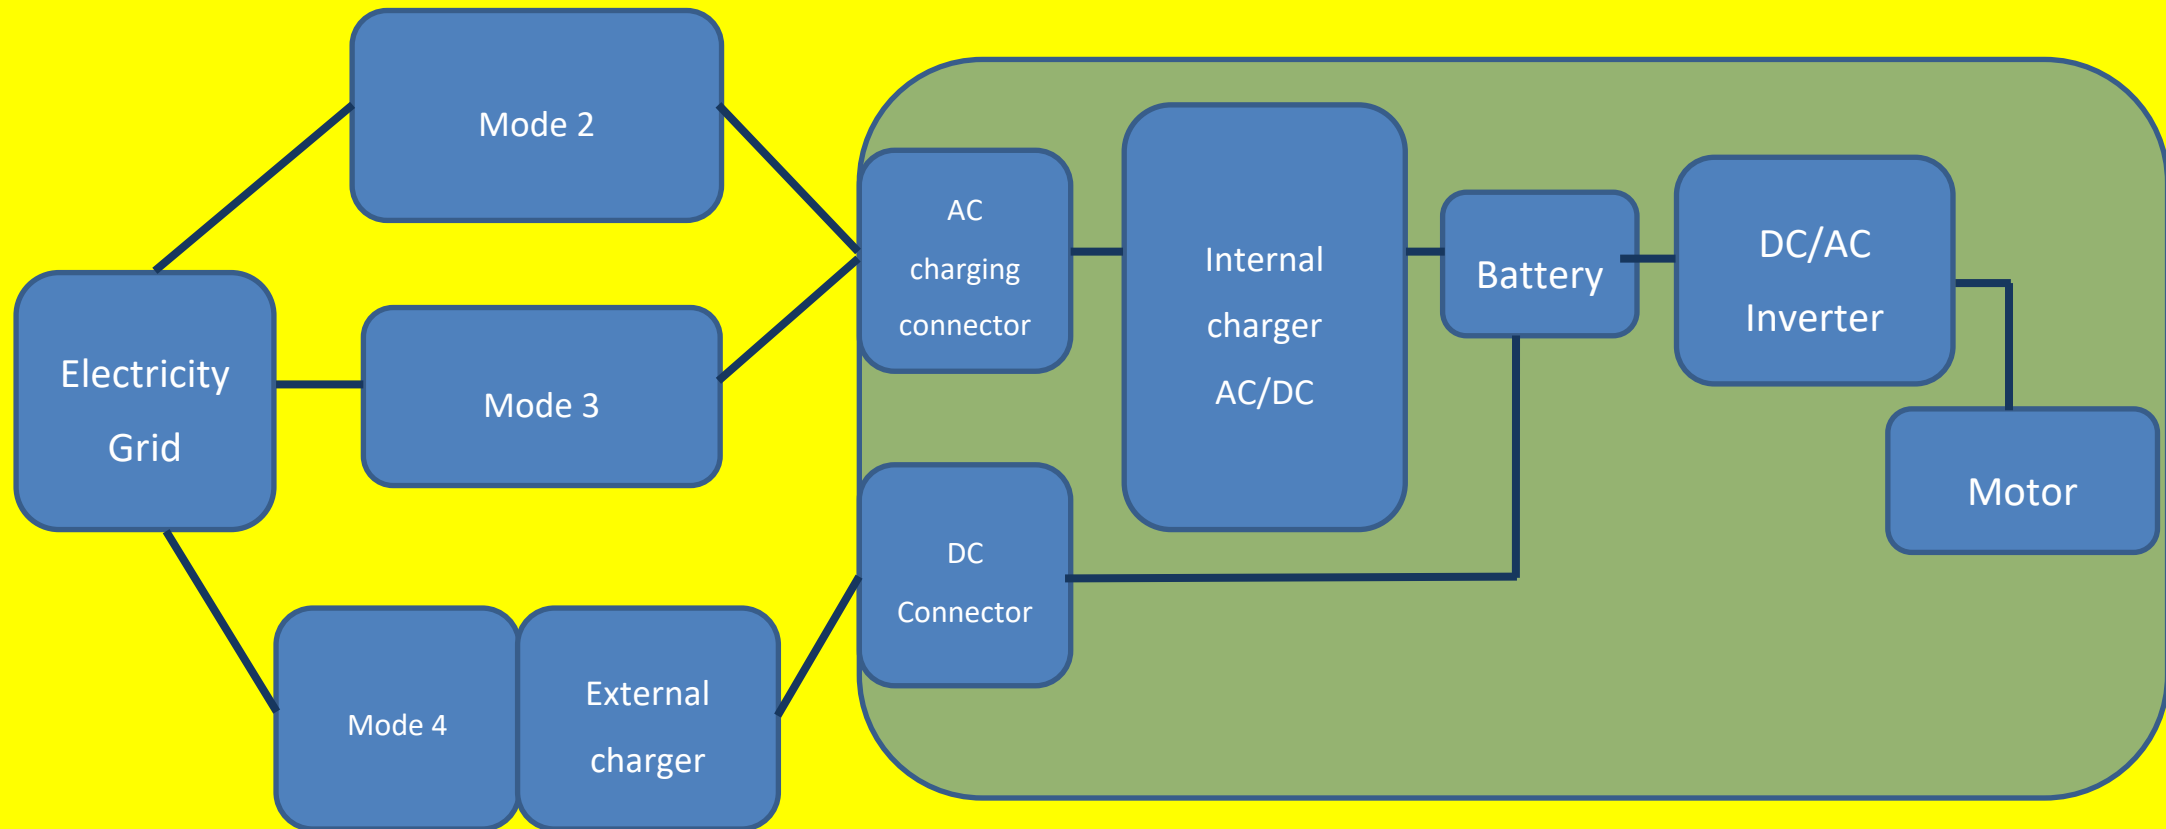 Mode 2
Electricity
Grid
Mode 3
Mode 4
External
charger
AC
charging
connector
DC
Connector
Internal
charger
AC/DC
Battery
DC/AC
Inverter
Motor